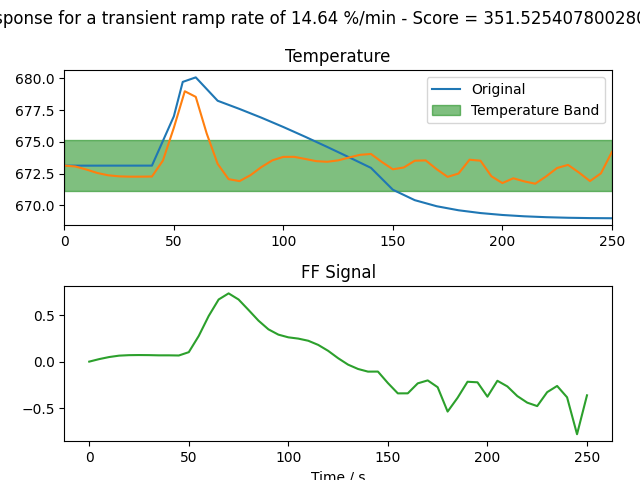 sponse for a transient ramp rate of 14.64 %/min - Score = 351.52540780028
Temperature
680.0
677.5
675.0
672.5
670.0
Original
Temperature Band
0 50 100 150 200 250
FF Signal
0.5
0.0
−0.5
0 50 100 150 200 250
Time / s